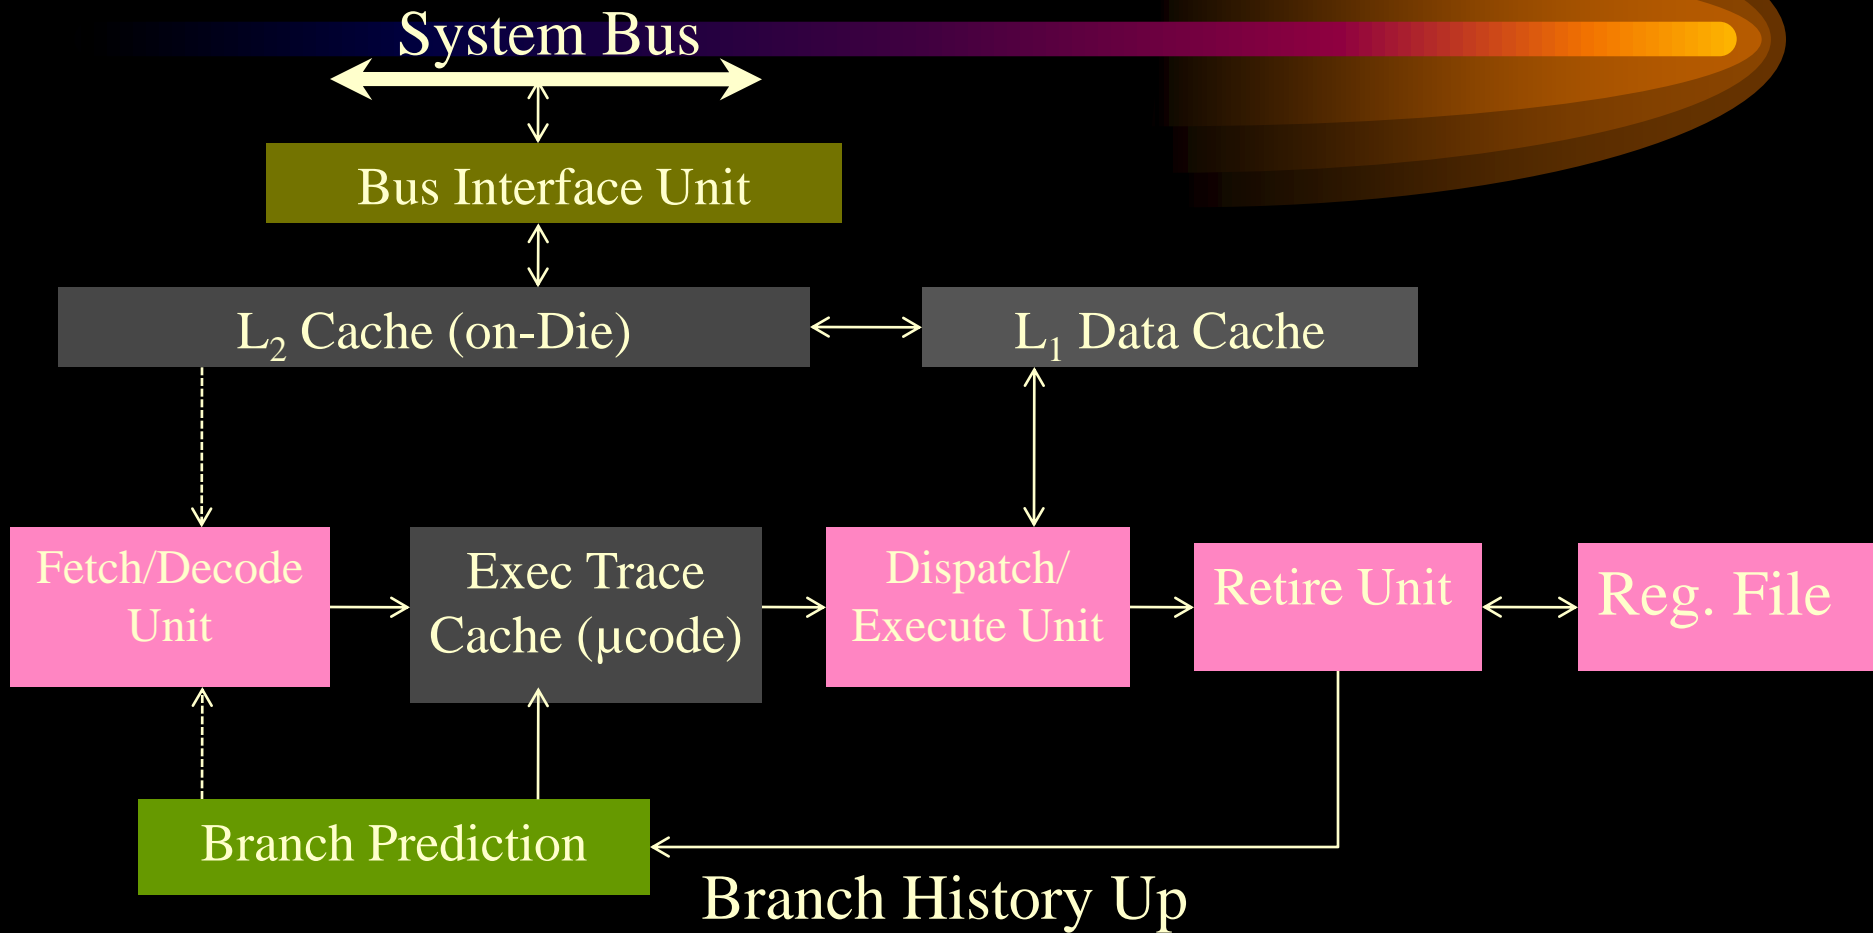 System Bus
Bus Interface Unit
L₂ Cache (on-Die)
L₁ Data Cache
Fetch/Decode
Unit
Exec Trace
Cache (μcode)
Dispatch/
Execute Unit
Retire Unit
Reg. File
Branch Prediction
Branch History Up